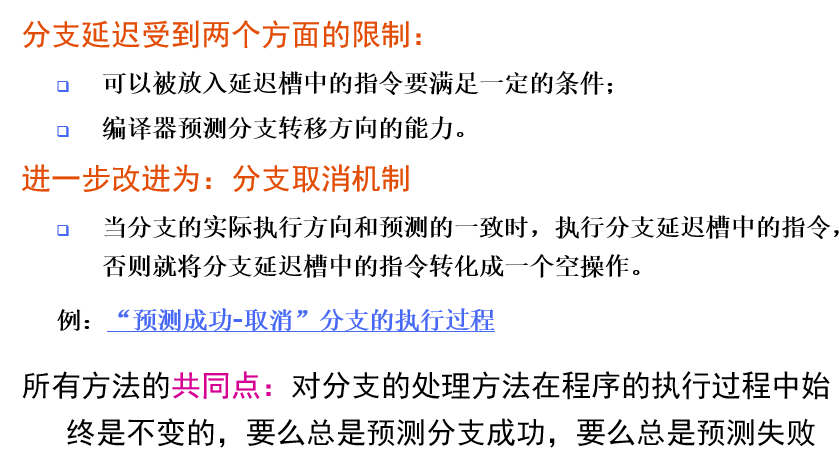 分支延迟受到两个方面的限制：
可以被放入延迟槽中的指令要满足一定的条件；
编译器预测分支转移方向的能力。
进一步改进为：分支取消机制
当分支的实际执行方向和预测的一致时，执行分支延迟槽中的指令，
否则就将分支延迟槽中的指令转化成一个空操作。
例：“预测成功-取消”分支的执行过程
所有方法的共同点：对分支的处理方法在程序的执行过程中始
终是不变的，要么总是预测分支成功，要么总是预测失败